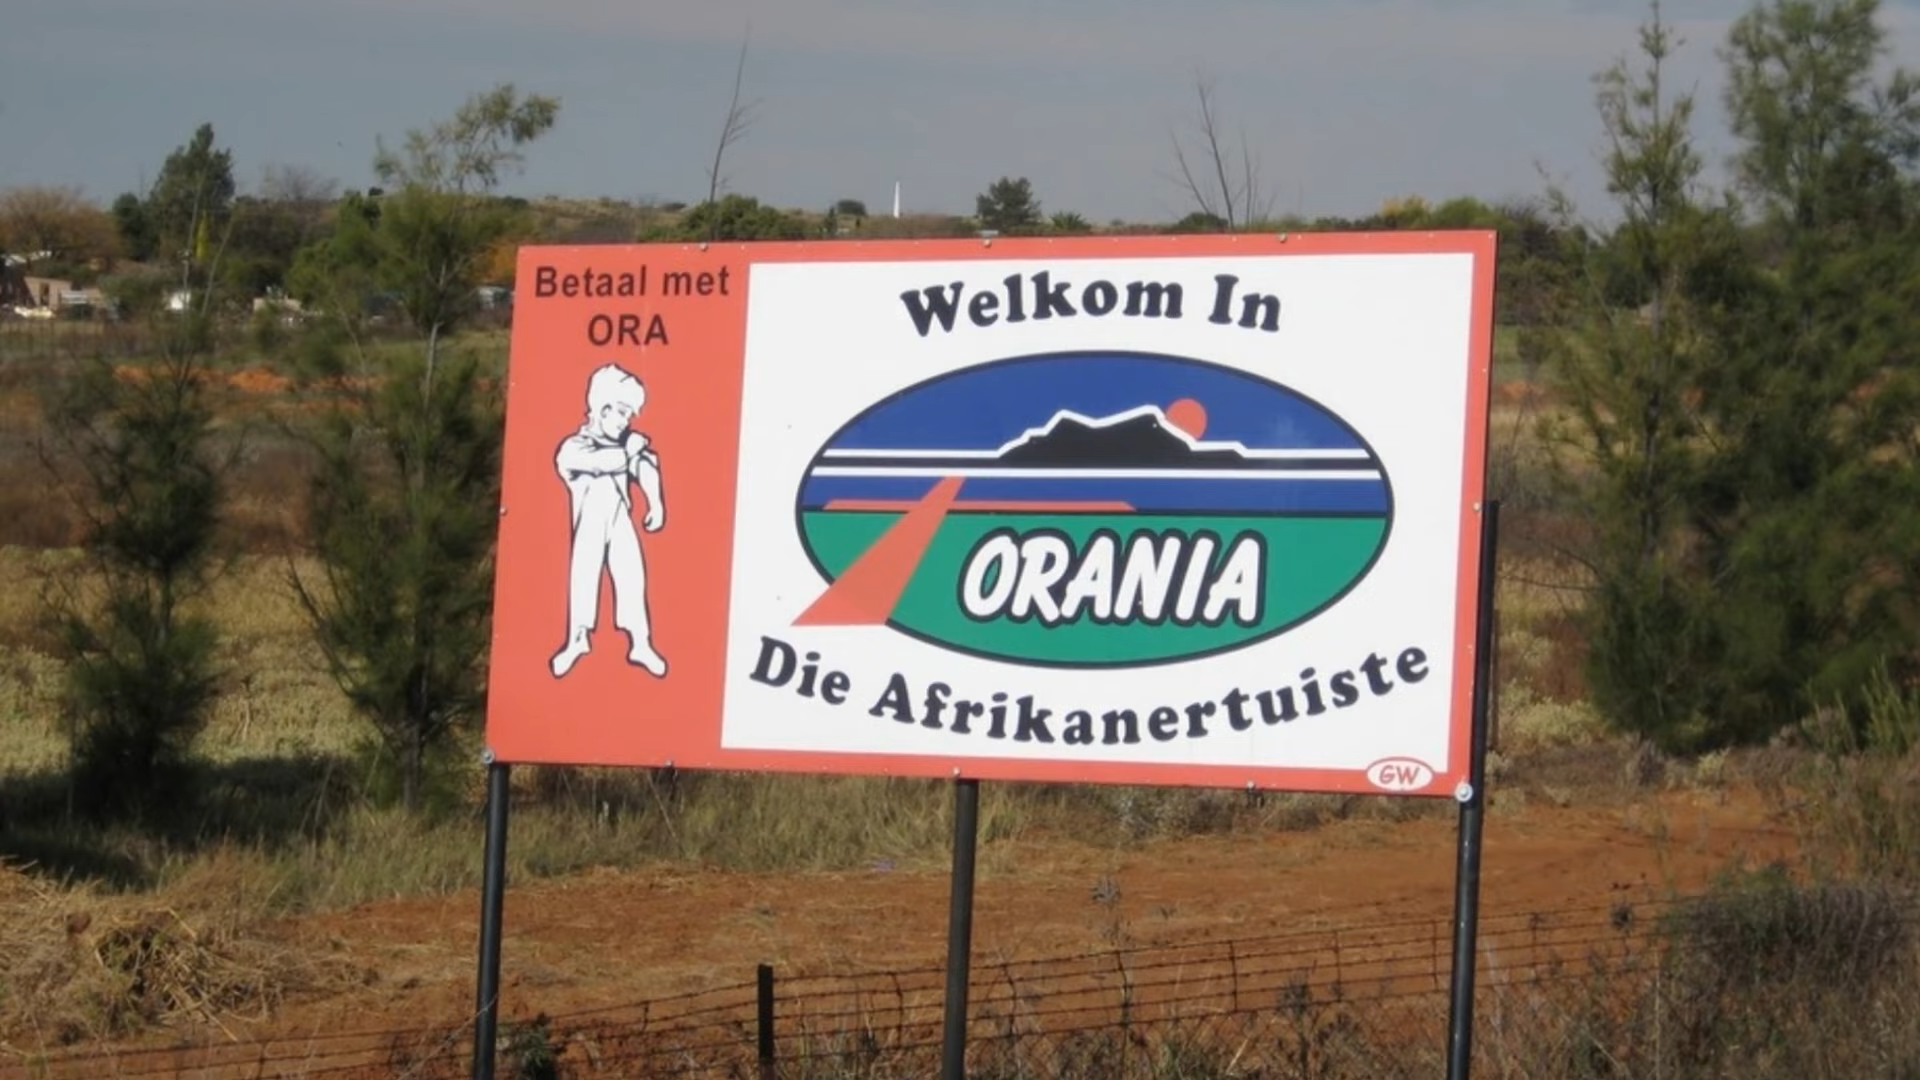 Betaal met
ORA
Welkom In
ORANIA
Die Afrikanertuiste
GW